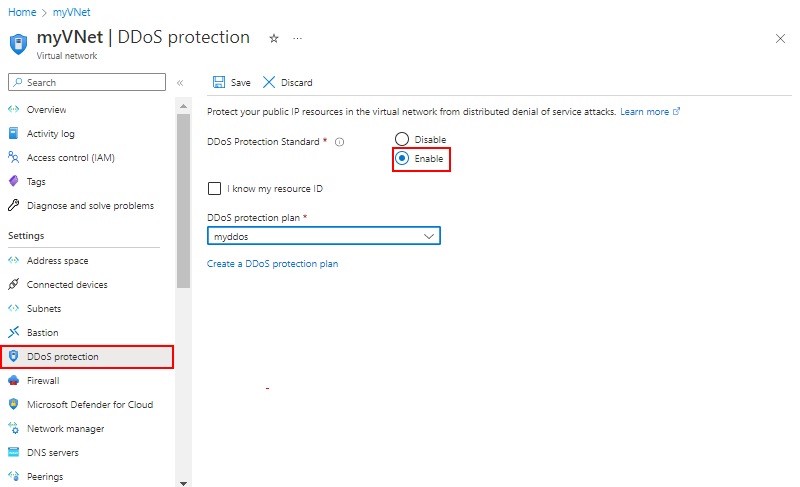 Home > myVNet
myVNet | DDoS protection ☆ ...
Virtual network
Search «
Overview
Activity log
Access control (IAM)
Tags
Diagnose and solve problems
Settings
Address space
Connected devices
Subnets
Bastion
DDoS protection
Firewall
Microsoft Defender for Cloud
Network manager
DNS servers
Peerings
Save Discard
Protect your public IP resources in the virtual network from distributed denial of service attacks. Learn more
DDoS Protection Standard *
Disable
Enable
I know my resource ID
DDoS protection plan *
myddos
Create a DDoS protection plan